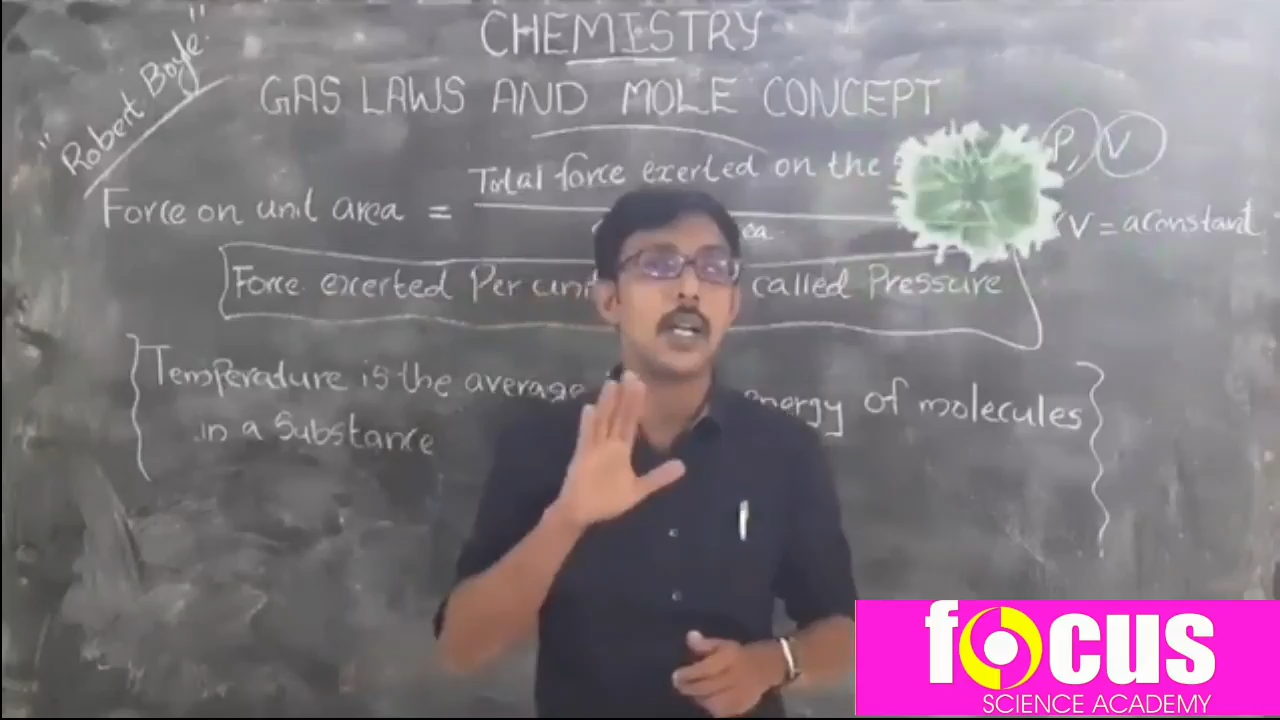 CHEMISTRY
"Robert Boyle"
GAS LAWS AND MOLE CONCEPT
P, V
Total force exerted on the
Force on unit area =
V = a constant
Force exerted Per unit called Pressure
Temperature is the average energy of molecules
in a Substance
focus
SCIENCE ACADEMY